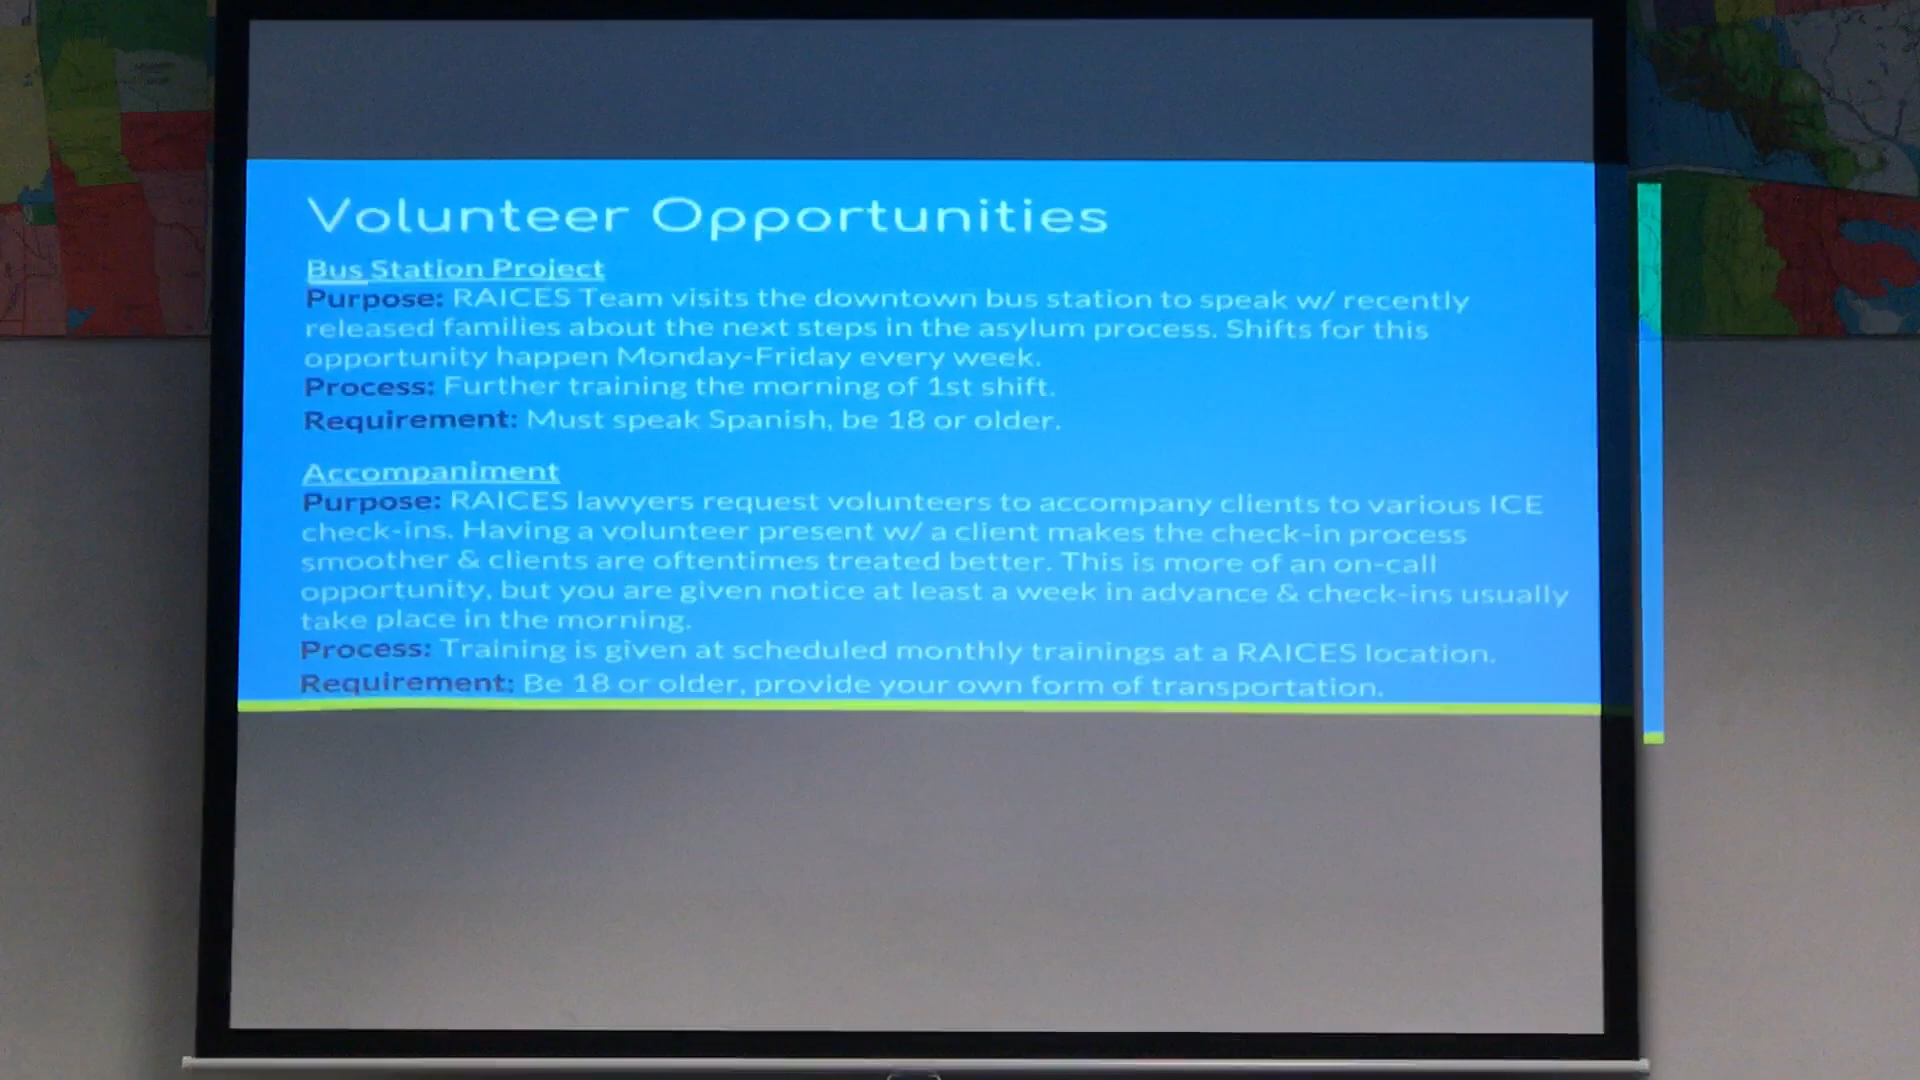 Volunteer Opportunities
Bus Station Project
Purpose: RAICES Team visits the downtown bus station to speak w/ recently
released families about the next steps in the asylum process. Shifts for this
opportunity happen Monday-Friday every week.
Process: Further training the morning of 1st shift.
Requirement: Must speak Spanish, be 18 or older.
Accompaniment
Purpose: RAICES lawyers request volunteers to accompany clients to various ICE
check-ins. Having a volunteer present w/ a client makes the check-in process
smoother & clients are oftentimes treated better. This is more of an on-call
opportunity, but you are given notice at least a week in advance & check-ins usually
take place in the morning.
Process: Training is given at scheduled monthly trainings at a RAICES location.
Requirement: Be 18 or older, provide your own form of transportation.